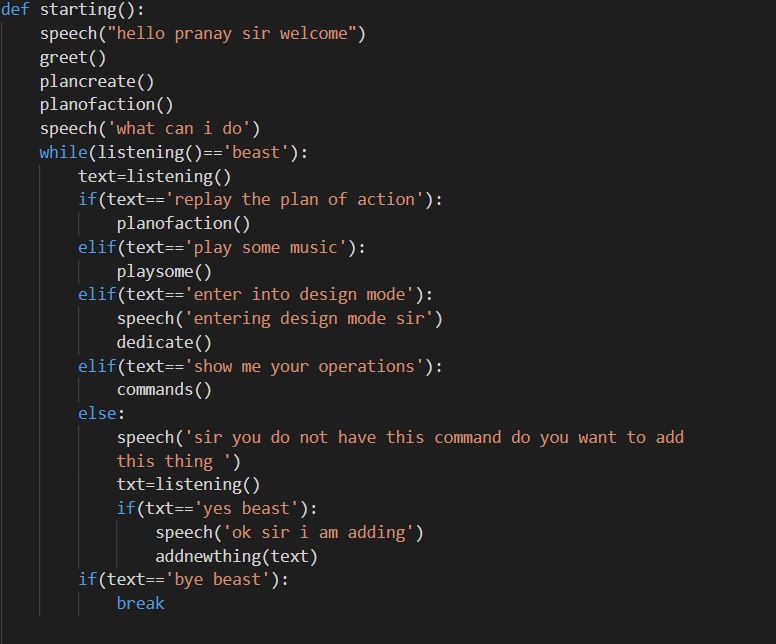 def starting():
    speech("hello pranay sir welcome")
    greet()
    plancreate()
    planofaction()
    speech('what can i do')
    while(listening()=='beast'):
        text=listening()
        if(text=='replay the plan of action'):
            planofaction()
        elif(text=='play some music'):
            playsome()
        elif(text=='enter into design mode'):
            speech('entering design mode sir')
            dedicate()
        elif(text=='show me your operations'):
            commands()
        else:
            speech('sir you do not have this command do you want to add
            this thing ')
            txt=listening()
            if(txt=='yes beast'):
                speech('ok sir i am adding')
                addnewthing(text)
        if(text=='bye beast'):
            break